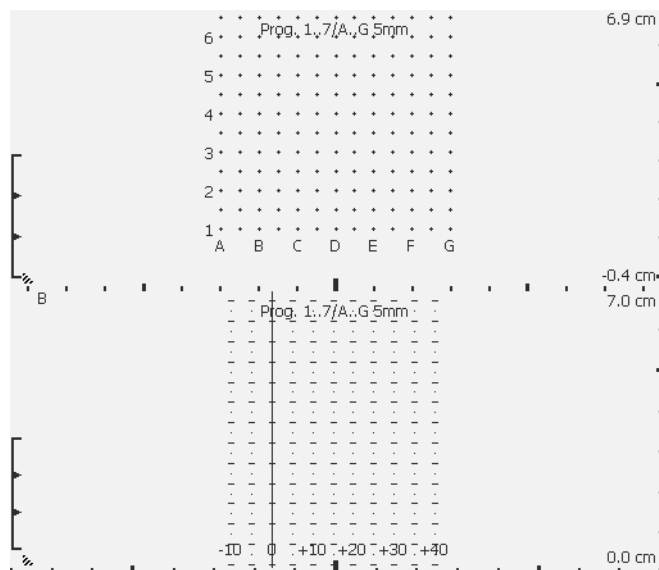 6.9 cm
Prog. 1..7/A..G 5mm
6
5
4
3
2
1
A B C D E F G
-0.4 cm
B
7.0 cm
Prog. 1..7/A..G 5mm
-10 0 +10 +20 +30 +40
0.0 cm